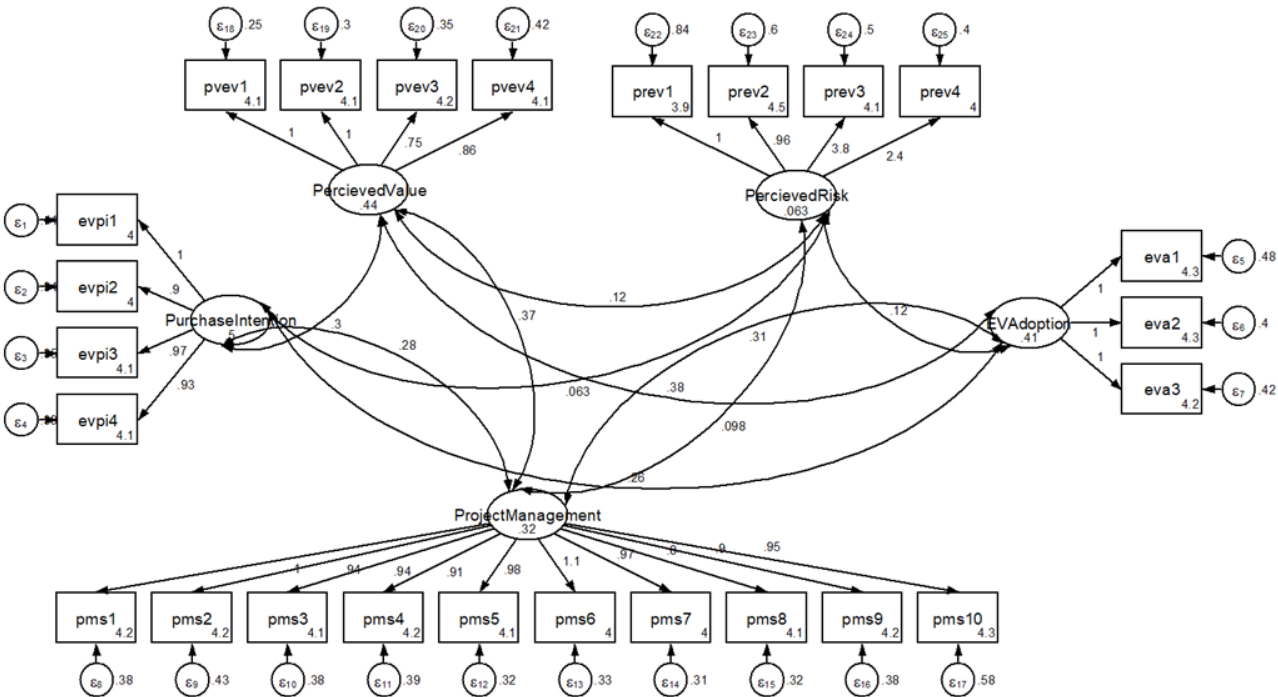 ε18 .25 ε19 .3 ε20 .35 ε21 .42 ε22 .84 ε23 .6 ε24 .5 ε25 .4
pvev1 4.1 pvev2 4.1 pvev3 4.2 pvev4 4.1 prev1 3.9 prev2 4.5 prev3 4.1 prev4 4
1 1 .75 .86 1 .96 3.8 2.4
PercievedValue .44
PercievedRisk .063
ε1 evpi1 4
ε2 evpi2 4
ε3 evpi3 4.1
ε4 evpi4 4.1
1
.9
.97
.93
PurchaseIntention .5
eva1 4.3 ε5 .48
eva2 4.3 ε6 .4
eva3 4.2 ε7 .42
1
1
1
EVAdoption .41
.12
.37
.12
.3
.28
.31
.063
.38
.098
.26
ProjectManagement .32
1 .94 .94 .91 .98 1.1 .97 .8 .9 .95
pms1 4.2 pms2 4.2 pms3 4.1 pms4 4.2 pms5 4.1 pms6 4 pms7 4 pms8 4.1 pms9 4.2 pms10 4.3
ε8 .38 ε9 .43 ε10 .38 ε11 .39 ε12 .32 ε13 .33 ε14 .31 ε15 .32 ε16 .38 ε17 .58